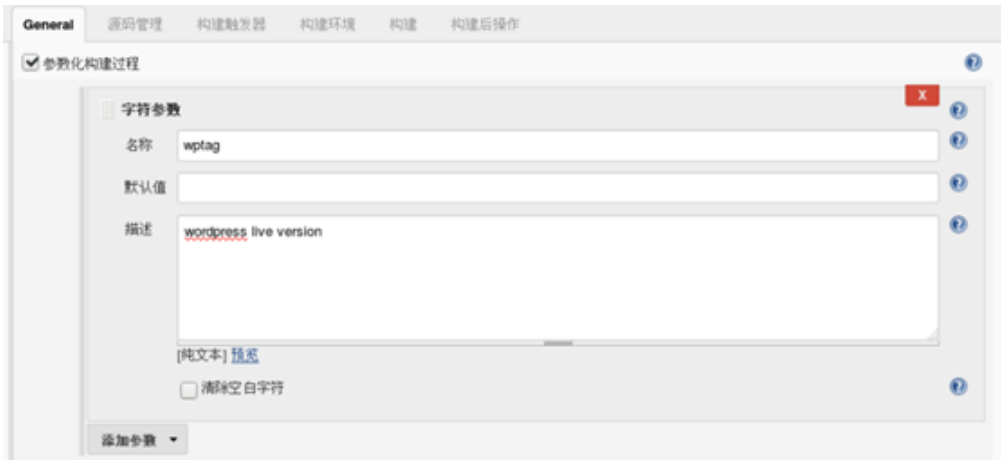 General 源码管理 构建触发器 构建环境 构建 构建后操作
参数化构建过程
X
字符参数
名称 wptag
默认值
描述 wordpress live version
[纯文本] 预览
清除空白字符
添加参数